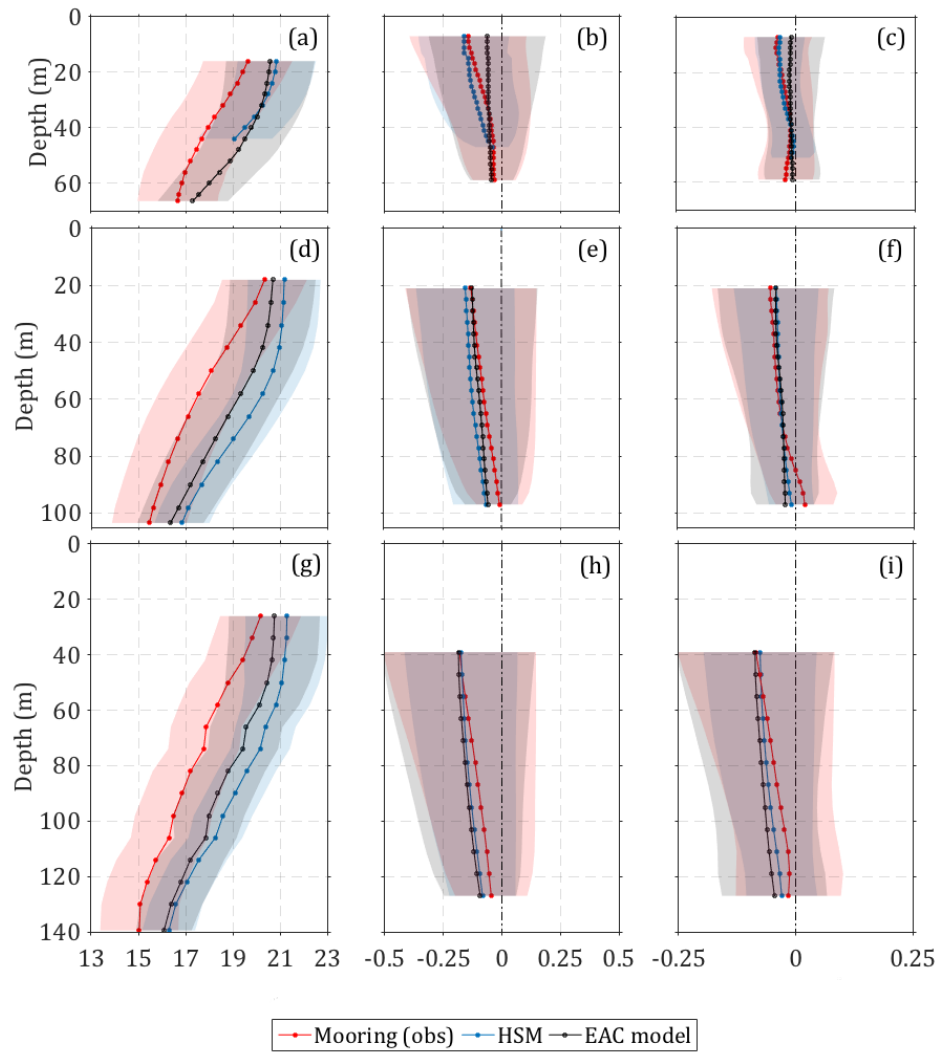 0
20
40
60
Depth (m)
(a)
(b)
(c)
0
20
40
60
80
100
Depth (m)
(d)
(e)
(f)
0
20
40
60
80
100
120
140
Depth (m)
(g)
(h)
(i)
13 15 17 19 21 23
-0.5 -0.25 0 0.25 0.5
-0.25 0 0.25
Mooring (obs) HSM EAC model